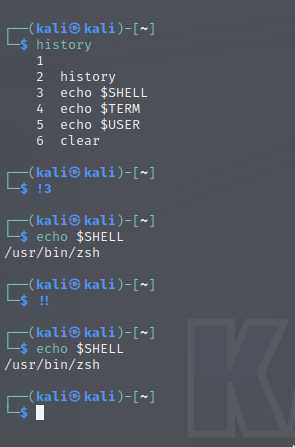 ┌──(kali㉿kali)-[~]
└─$ history
1
2 history
3 echo $SHELL
4 echo $TERM
5 echo $USER
6 clear
┌──(kali㉿kali)-[~]
└─$ !3
┌──(kali㉿kali)-[~]
└─$ echo $SHELL
/usr/bin/zsh
┌──(kali㉿kali)-[~]
└─$ !!
┌──(kali㉿kali)-[~]
└─$ echo $SHELL
/usr/bin/zsh
┌──(kali㉿kali)-[~]
└─$